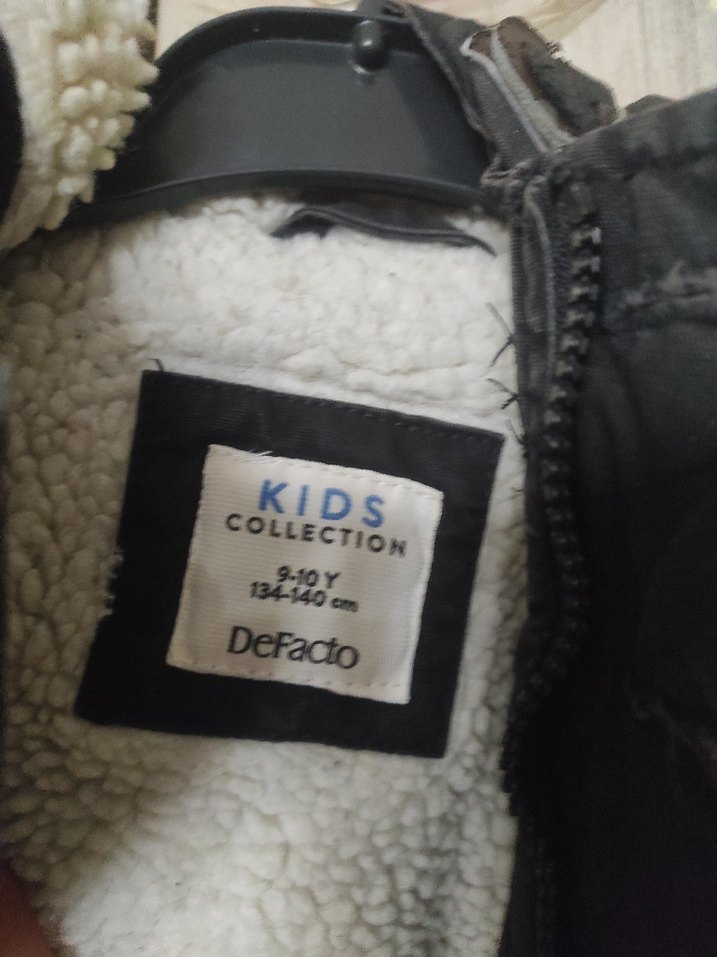 KIDS
COLLECTION
9-10 Y
134-140 cm
DeFacto